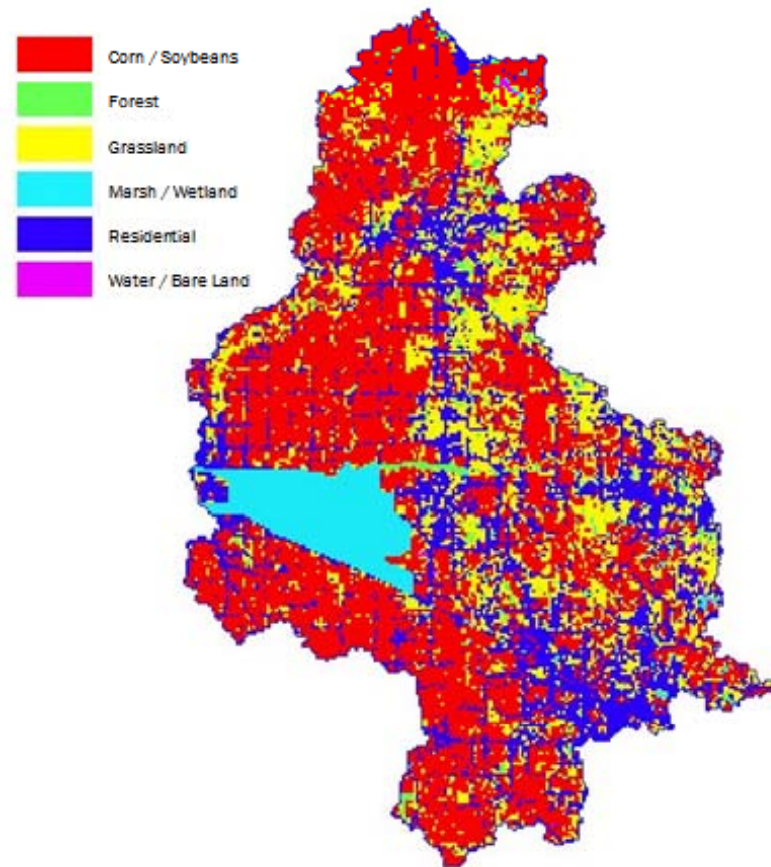 Corn / Soybeans
Forest
Grassland
Marsh / Wetland
Residential
Water / Bare Land